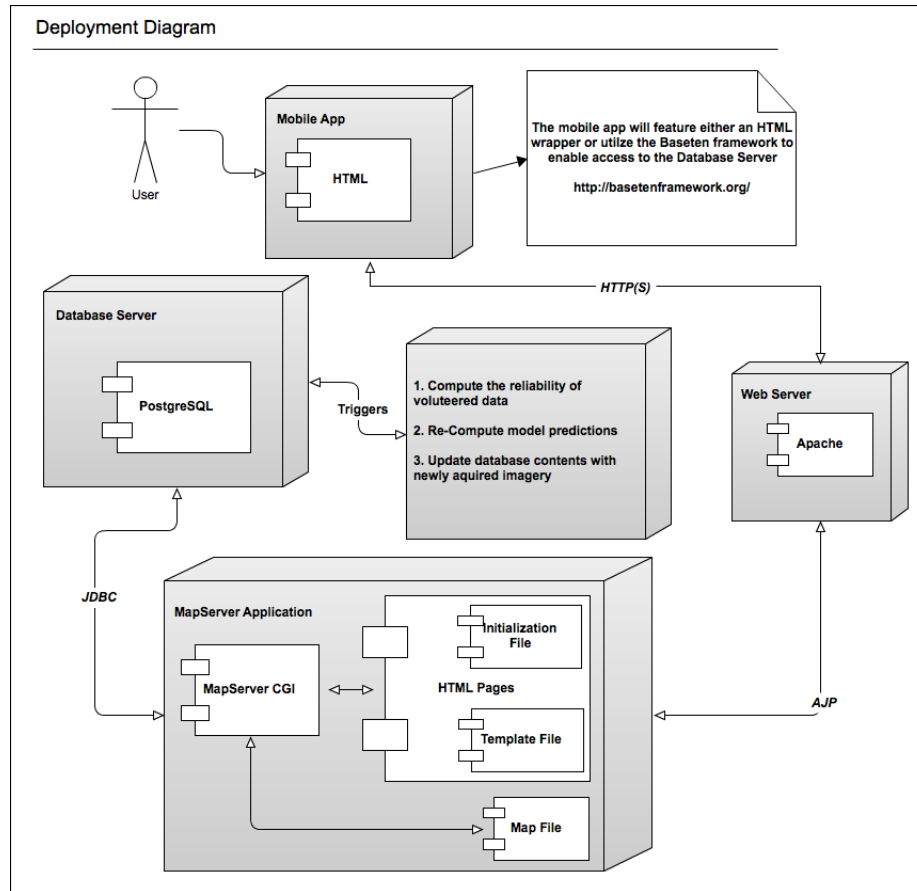 Deployment Diagram
Mobile App
HTML
User
The mobile app will feature either an HTML
wrapper or utilze the Baseten framework to
enable access to the Database Server
http://basetenframework.org/
HTTP(S)
Database Server
PostgreSQL
Triggers
1. Compute the reliability of
voluteered data
2. Re-Compute model predictions
3. Update database contents with
newly aquired imagery
Web Server
Apache
JDBC
MapServer Application
MapServer CGI
Initialization
File
HTML Pages
Template File
Map File
AJP